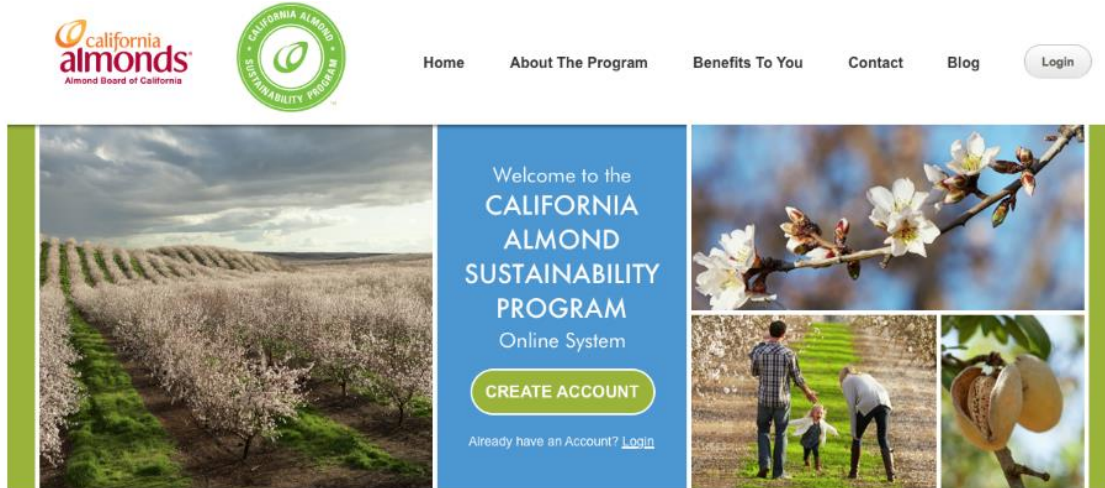 california
almonds®
Almond Board of California
CALIFORNIA ALMOND
SUSTAINABILITY PROGRAM
Home
About The Program
Benefits To You
Contact
Blog
Login
Welcome to the
CALIFORNIA
ALMOND
SUSTAINABILITY
PROGRAM
Online System
CREATE ACCOUNT
Already have an Account? Login